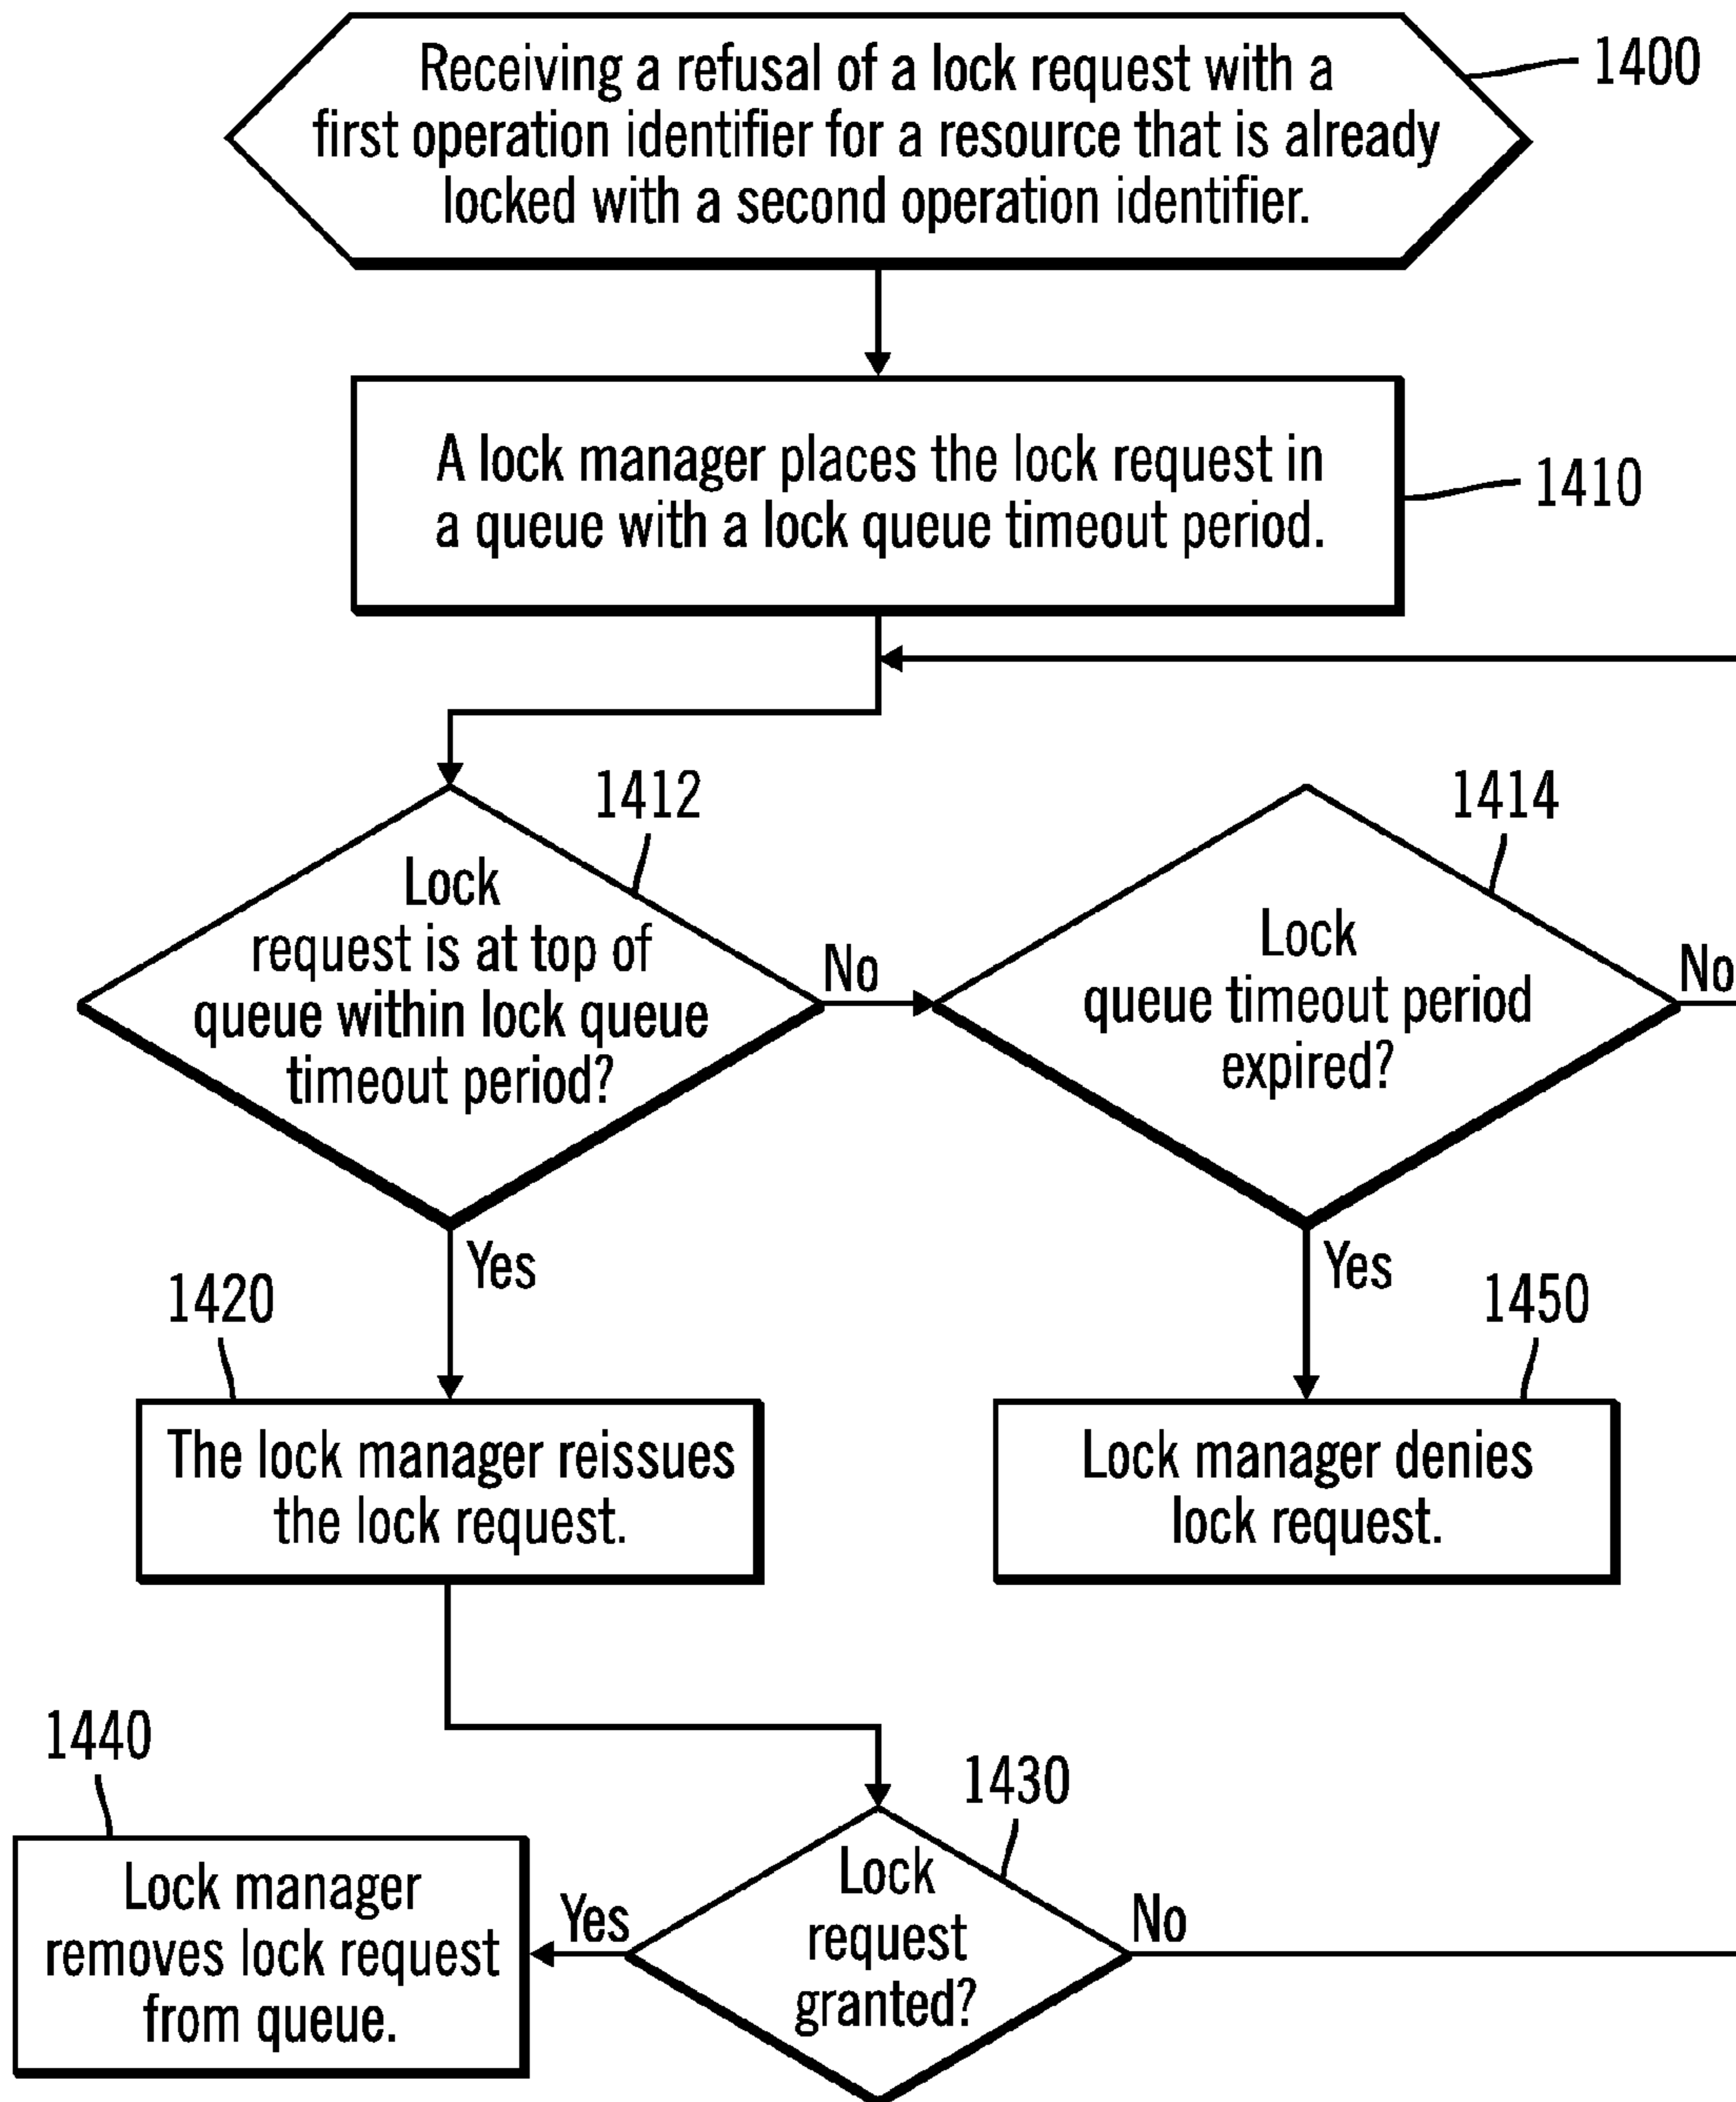 Receiving a refusal of a lock request with a
first operation identifier for a resource that is already
locked with a second operation identifier.
1400
A lock manager places the lock request in
a queue with a lock queue timeout period.
1410
1412
Lock
request is at top of
queue within lock queue
timeout period?
No
1414
Lock
queue timeout period
expired?
No
Yes
Yes
1420
The lock manager reissues
the lock request.
1450
Lock manager denies
lock request.
1440
Lock manager
removes lock request
from queue.
Yes
1430
Lock
request
granted?
No